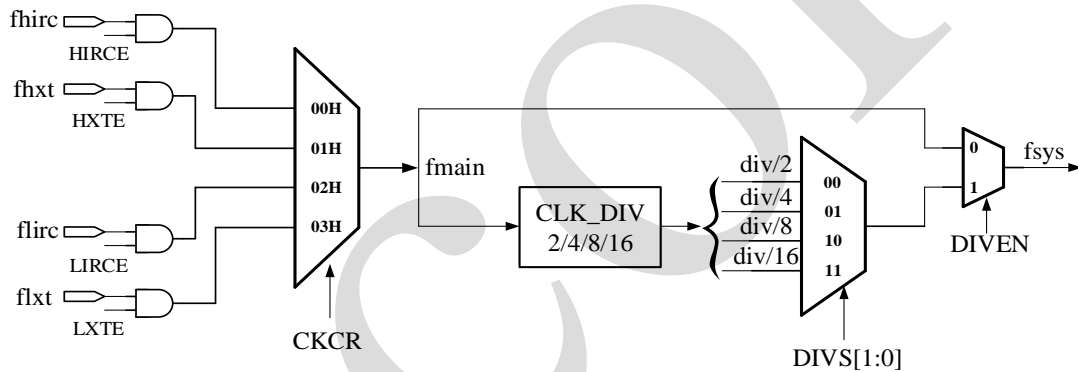 fhirc
HIRCE
fhxt
HXTE
flirc
LIRCE
flxt
LXTE
00H
01H
02H
03H
CKCR
fmain
CLK_DIV
2/4/8/16
div/2
div/4
div/8
div/16
00
01
10
11
DIVS[1:0]
0
1
DIVEN
fsys